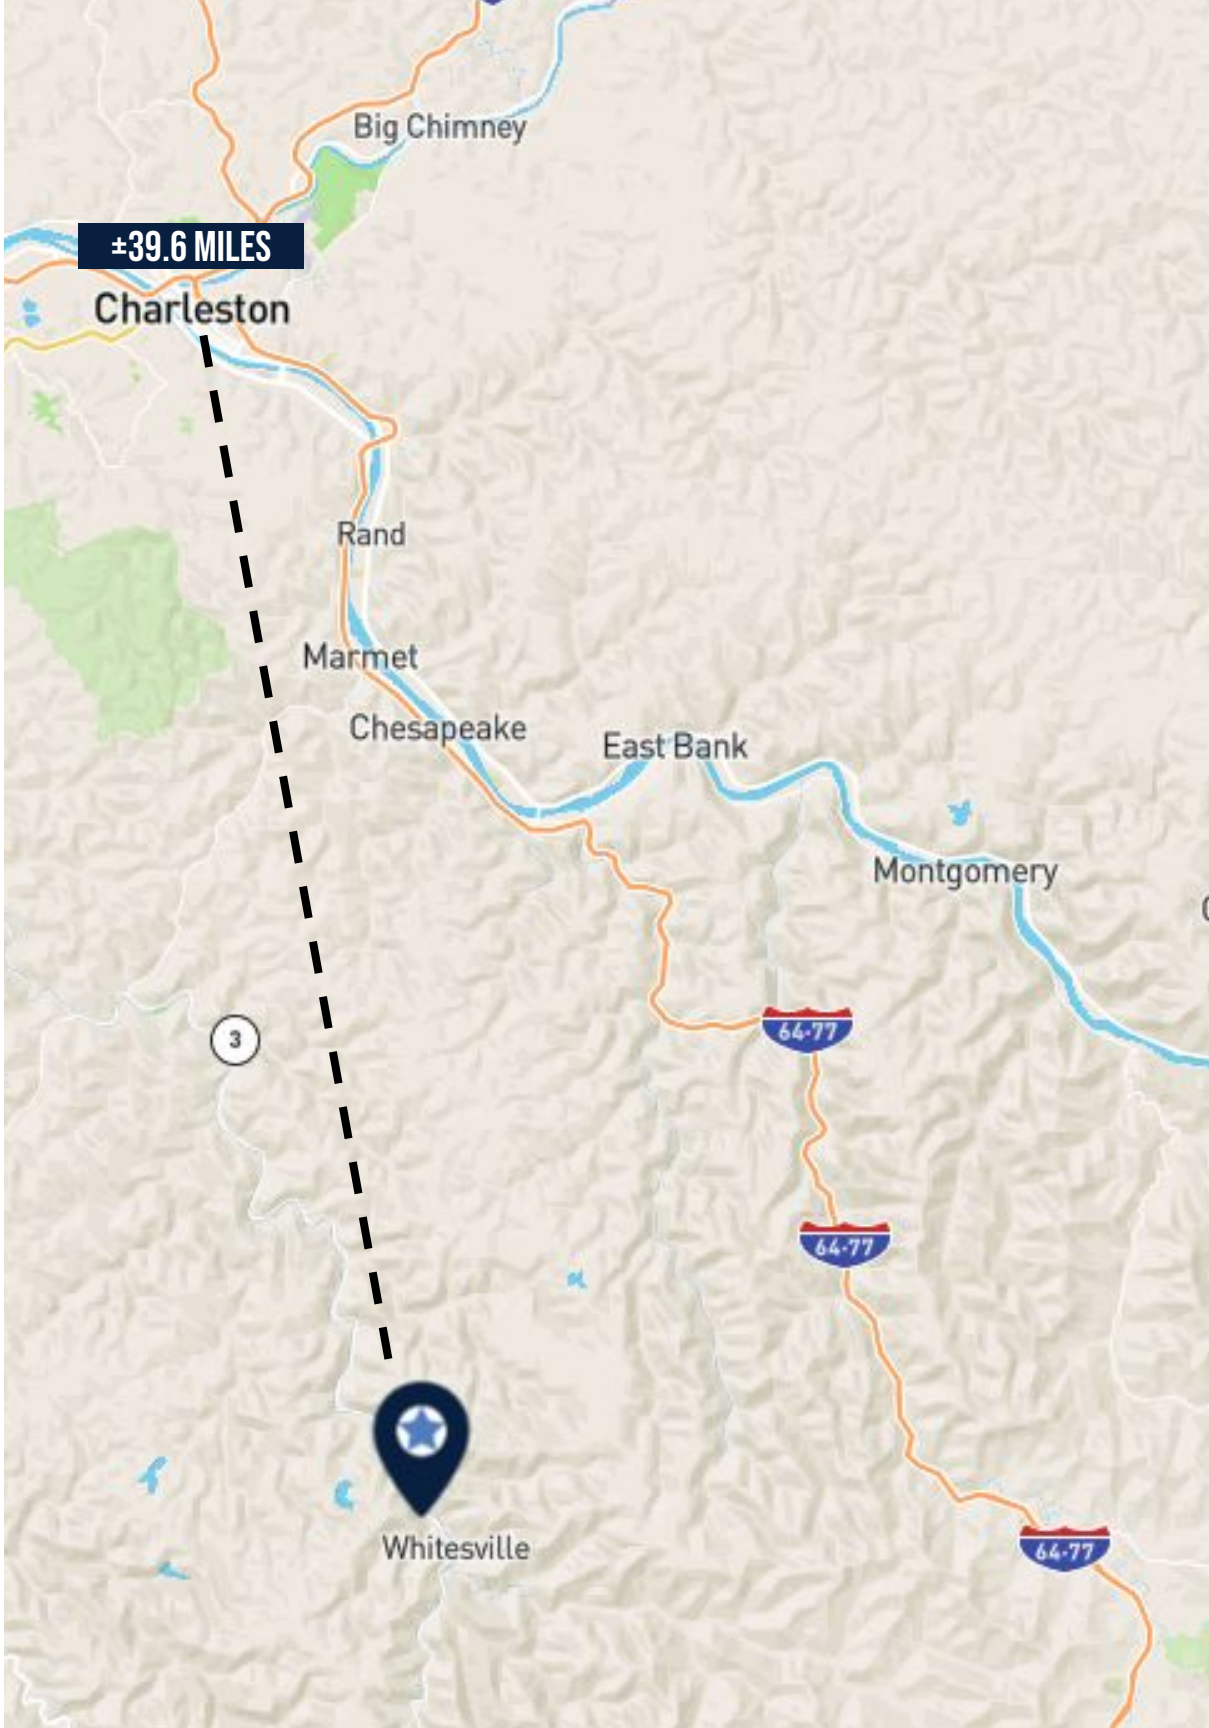 Big Chimney
±39.6 MILES
Charleston
Rand
Marmet
Chesapeake
East Bank
Montgomery
64-77
3
64-77
64-77
Whitesville